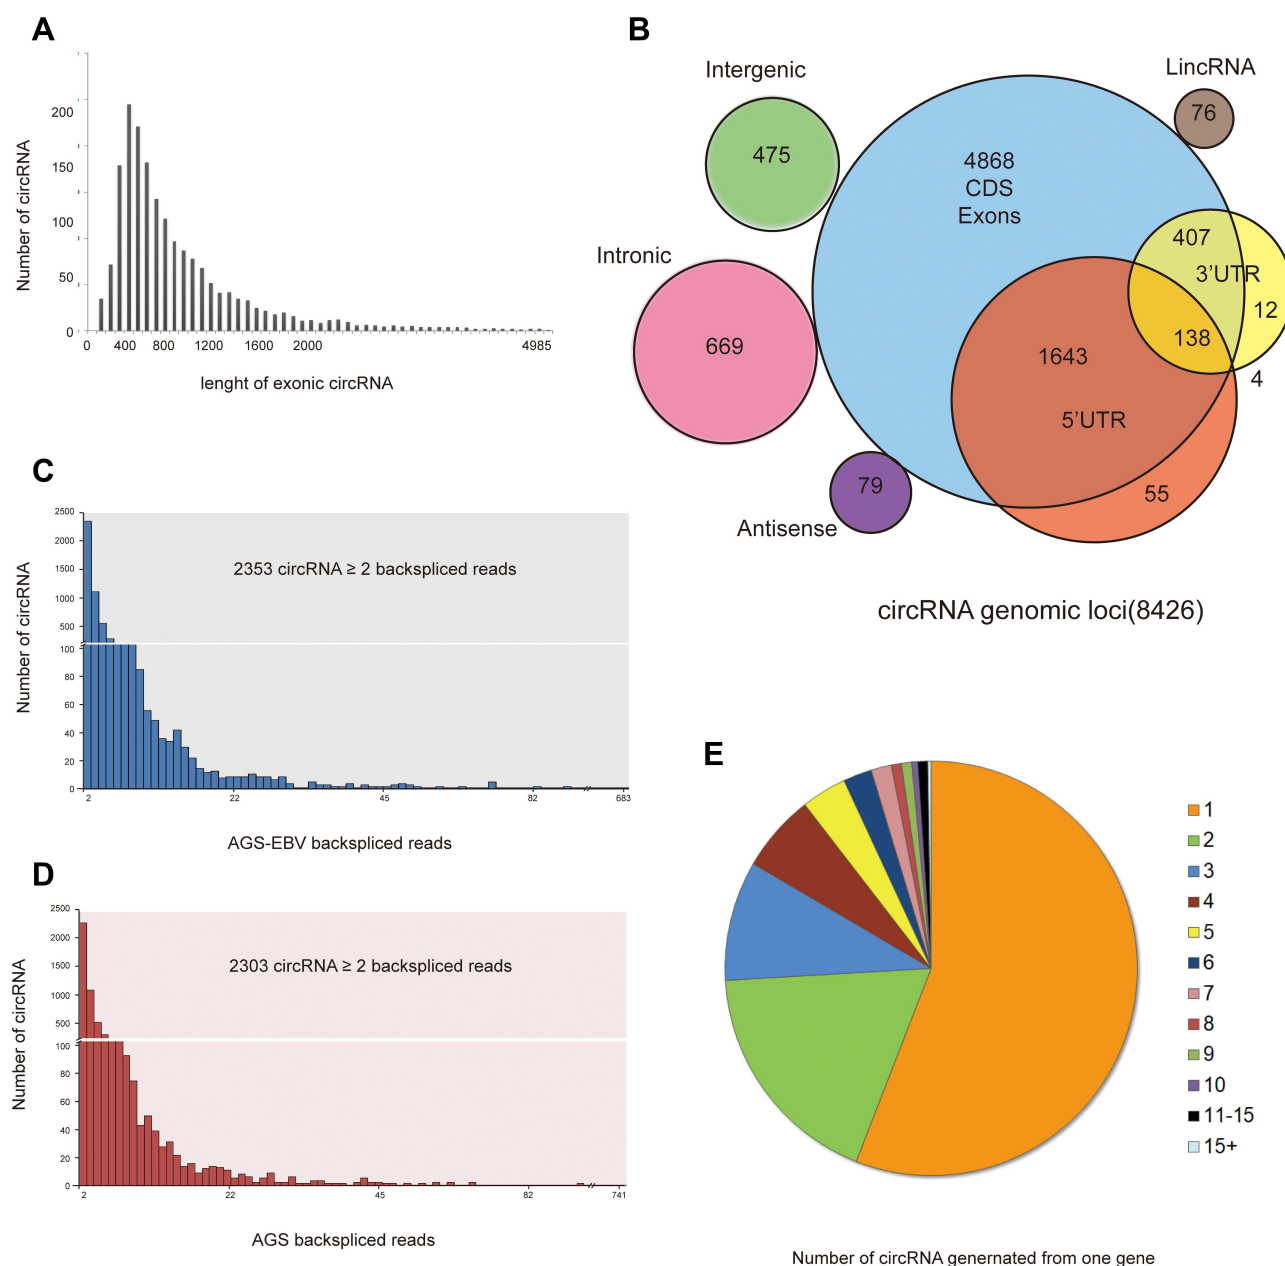 A
Number of circRNA
200
150
100
50
0
0 400 800 1200 1600 2000 4985
lenght of exonic circRNA
B
Intergenic
475
LincRNA
76
4868
CDS
Exons
Intronic
669
407
3'UTR
12
138
4
1643
5'UTR
55
79
Antisense
circRNA genomic loci(8426)
C
Number of circRNA
2500
2000
1500
1000
500
100
80
60
40
20
0
2353 circRNA ≥ 2 backspliced reads
2 22 45 82 683
AGS-EBV backspliced reads
D
Number of circRNA
2500
2000
1500
1000
500
100
80
60
40
20
0
2303 circRNA ≥ 2 backspliced reads
2 22 45 82 741
AGS backspliced reads
E
1
2
3
4
5
6
7
8
9
10
11-15
15+
Number of circRNA genernated from one gene